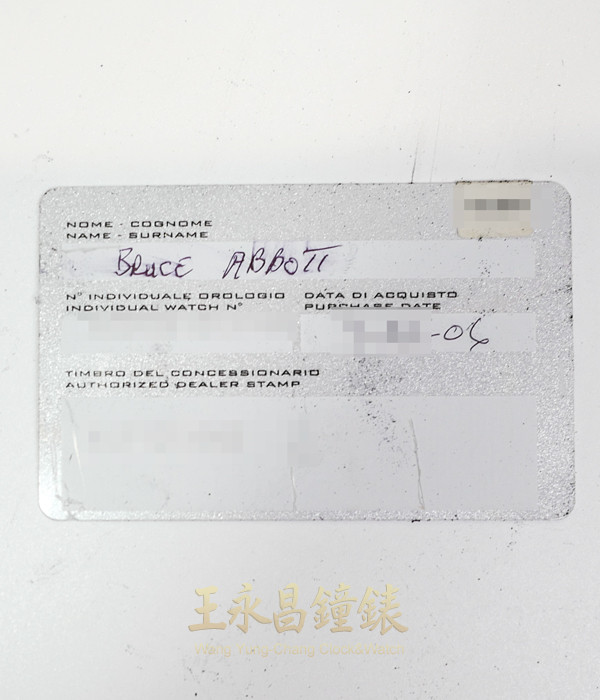 NOME - COGNOME
NAME - SURNAME
BRUCE ABBOTT
N° INDIVIDUALE OROLOGIO DATA DI ACQUISTO
INDIVIDUAL WATCH N° PURCHASE DATE
-06
TIMBRO DEL CONCESSIONARIO
AUTHORIZED DEALER STAMP
王永昌鐘錶